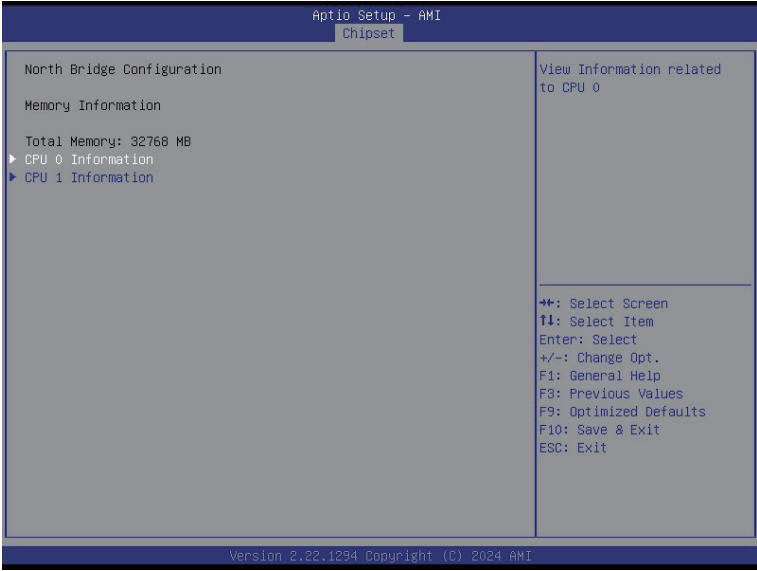 Aptio Setup – AMI
Chipset
North Bridge Configuration
Memory Information
Total Memory: 32768 MB
▶ CPU 0 Information
▶ CPU 1 Information
View Information related
to CPU 0
→←: Select Screen
↑↓: Select Item
Enter: Select
+/-: Change Opt.
F1: General Help
F3: Previous Values
F9: Optimized Defaults
F10: Save & Exit
ESC: Exit
Version 2.22.1294 Copyright (C) 2024 AMI